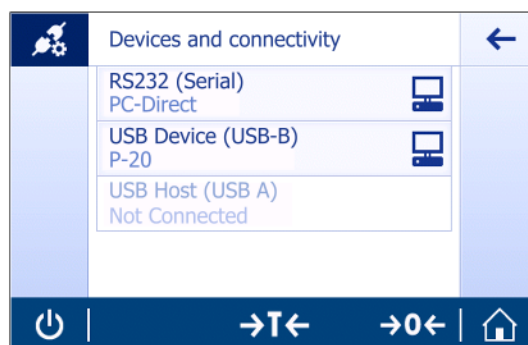 Devices and connectivity
RS232 (Serial)
PC-Direct
USB Device (USB-B)
P-20
USB Host (USB A)
Not Connected
→T← →0←